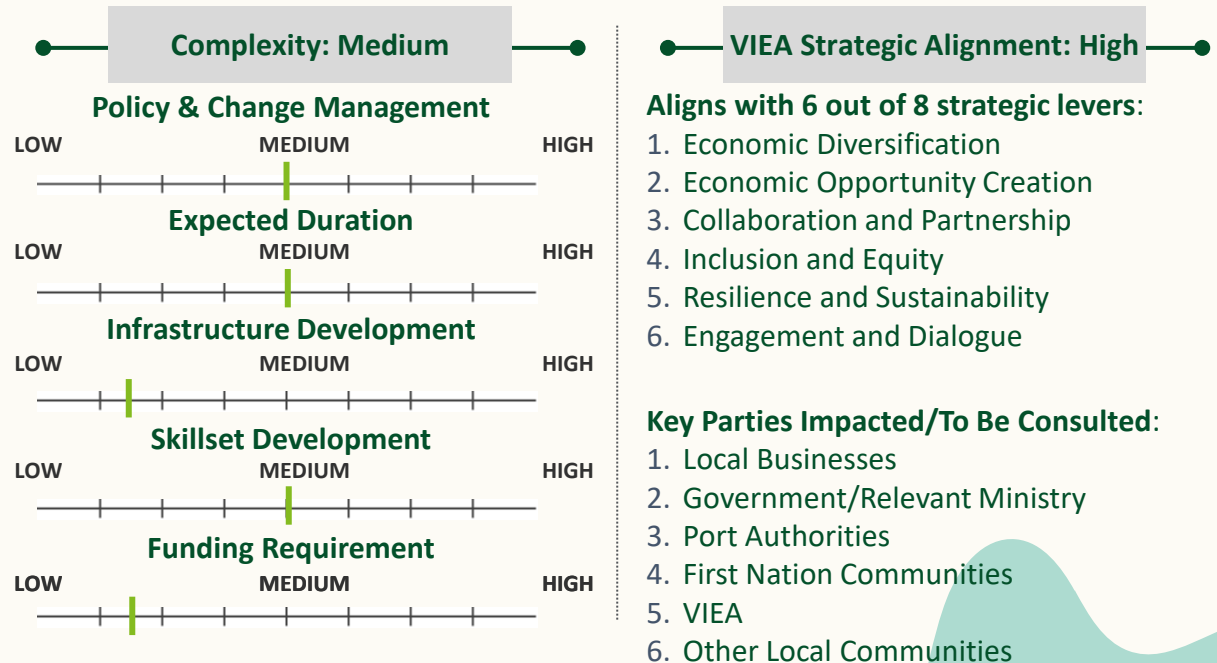 Complexity: Medium
Policy & Change Management
LOW MEDIUM HIGH
Expected Duration
LOW MEDIUM HIGH
Infrastructure Development
LOW MEDIUM HIGH
Skillset Development
LOW MEDIUM HIGH
Funding Requirement
LOW MEDIUM HIGH
VIEA Strategic Alignment: High
Aligns with 6 out of 8 strategic levers:
1. Economic Diversification
2. Economic Opportunity Creation
3. Collaboration and Partnership
4. Inclusion and Equity
5. Resilience and Sustainability
6. Engagement and Dialogue
Key Parties Impacted/To Be Consulted:
1. Local Businesses
2. Government/Relevant Ministry
3. Port Authorities
4. First Nation Communities
5. VIEA
6. Other Local Communities